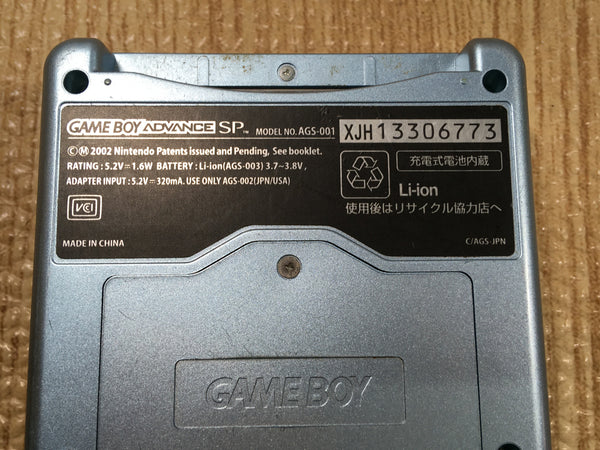 GAME BOY ADVANCE SP™ MODEL NO. AGS-001 XJH13306773
©Ⓜ 2002 Nintendo Patents issued and Pending. See booklet.
RATING : 5.2V⎓1.6W BATTERY : Li-ion(AGS-003) 3.7~3.8V ,
ADAPTER INPUT : 5.2V⎓320mA. USE ONLY AGS-002(JPN/USA)
充電式電池内蔵
Li-ion
使用後はリサイクル協力店へ
VCI
MADE IN CHINA
C/AGS-JPN
GAME BOY